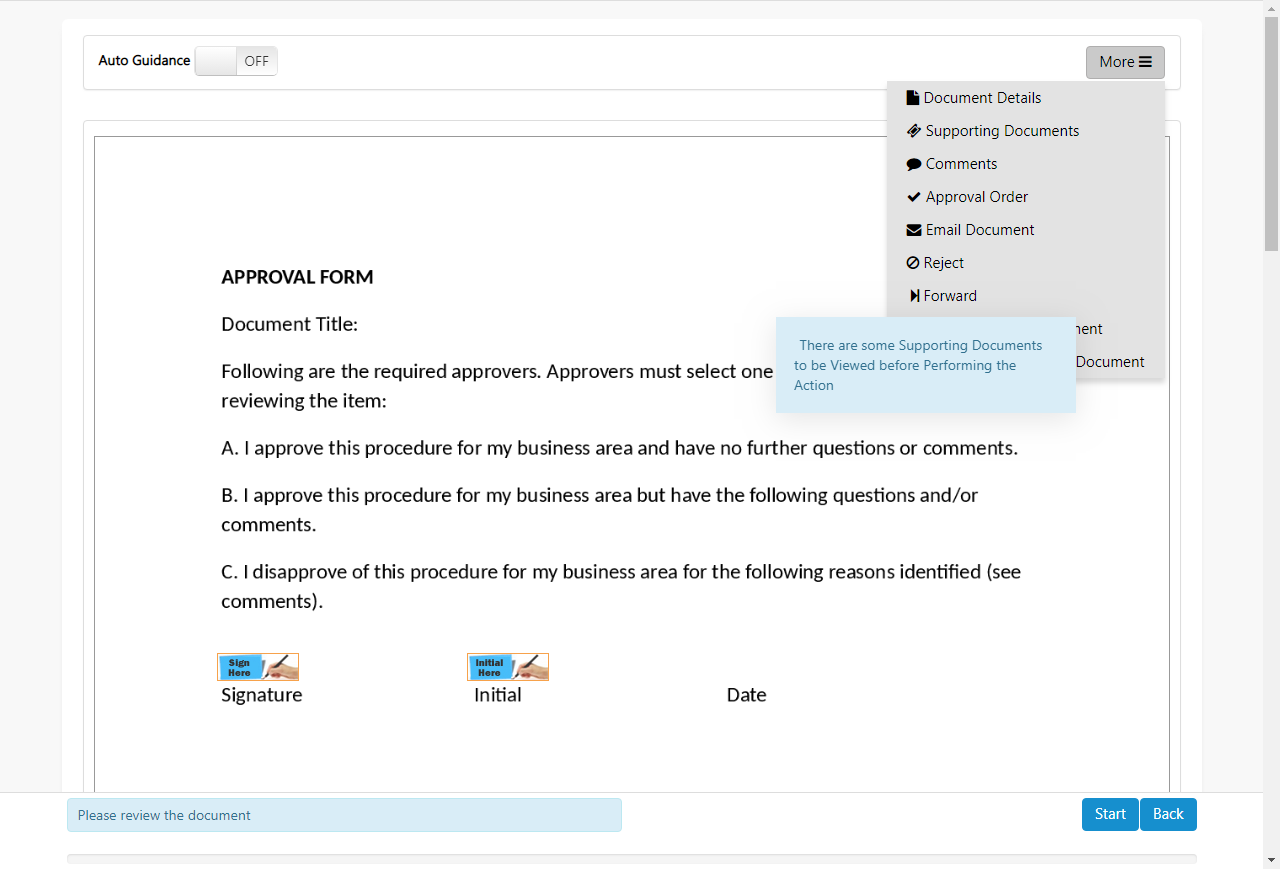 Auto Guidance OFF
More
Document Details
Supporting Documents
Comments
Approval Order
Email Document
Reject
Forward
Document
There are some Supporting Documents
to be Viewed before Performing the
Action
APPROVAL FORM
Document Title:
Following are the required approvers. Approvers must select one
reviewing the item:
A. I approve this procedure for my business area and have no further questions or comments.
B. I approve this procedure for my business area but have the following questions and/or
comments.
C. I disapprove of this procedure for my business area for the following reasons identified (see
comments).
Sign
Here
Initial
Here
Signature Initial Date
Please review the document
Start Back